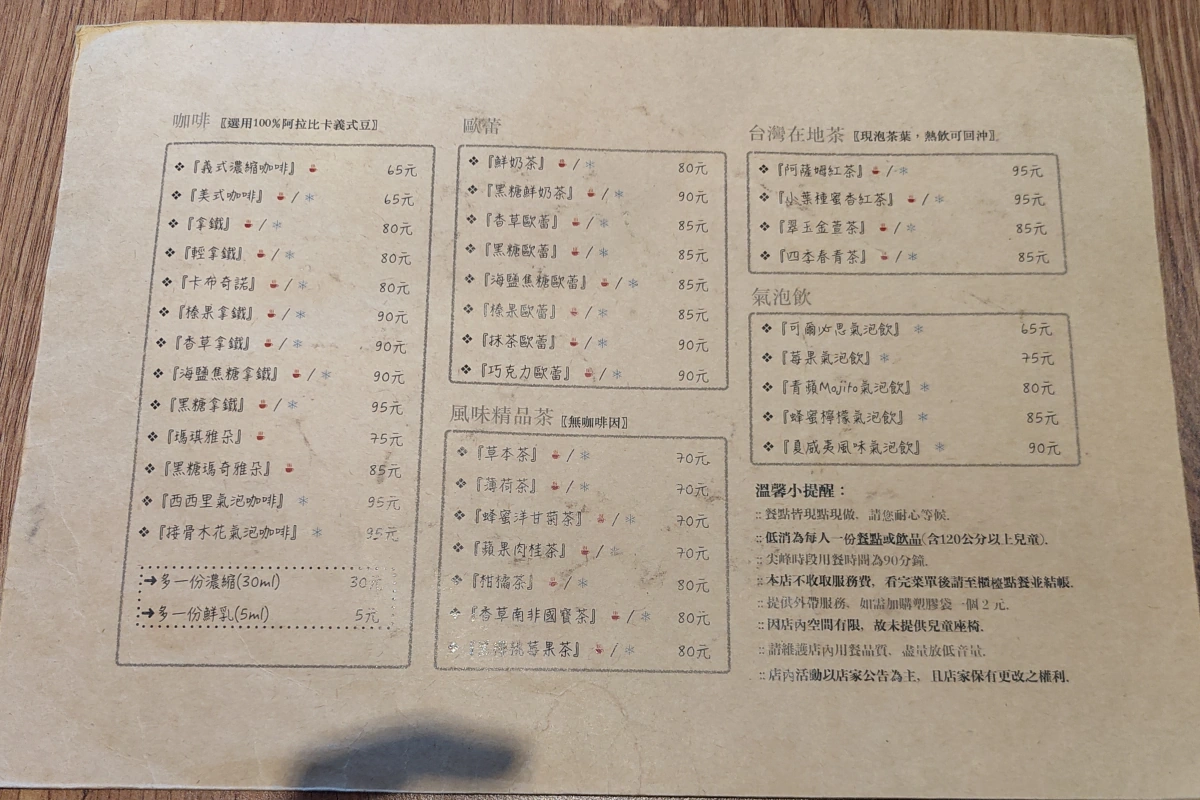 咖啡〖選用100%阿拉比卡義式豆〗
❖『義式濃縮咖啡』 65元
❖『美式咖啡』 / 65元
❖『拿鐵』 / 80元
❖『輕拿鐵』 / 80元
❖『卡布奇諾』 / 80元
❖『榛果拿鐵』 / 90元
❖『香草拿鐵』 / 90元
❖『海鹽焦糖拿鐵』 / 90元
❖『黑糖拿鐵』 / 95元
❖『瑪琪雅朵』 75元
❖『黑糖瑪奇雅朵』 85元
❖『西西里氣泡咖啡』 95元
❖『接骨木花氣泡咖啡』 95元
➜多一份濃縮(30ml) 30元
➜多一份鮮乳(5ml) 5元
歐蕾
❖『鮮奶茶』 / 80元
❖『黑糖鮮奶茶』 / 90元
❖『香草歐蕾』 / 85元
❖『黑糖歐蕾』 / 85元
❖『海鹽焦糖歐蕾』 / 85元
❖『榛果歐蕾』 / 85元
❖『抹茶歐蕾』 / 90元
❖『巧克力歐蕾』 / 90元
風味精品茶〖無咖啡因〗
❖『草本茶』 / 70元
❖『薄荷茶』 / 70元
❖『蜂蜜洋甘菊茶』 / 70元
❖『蘋果肉桂茶』 / 70元
❖『柑橘茶』 / 80元
❖『香草南非國寶茶』 / 80元
莓果茶』 / 80元
台灣在地茶〖現泡茶葉，熱飲可回沖〗
❖『阿薩姆紅茶』 / 95元
❖『小葉種蜜香紅茶』 / 95元
❖『翠玉金萱茶』 / 85元
❖『四季春青茶』 / 85元
氣泡飲
❖『可爾必思氣泡飲』 65元
❖『莓果氣泡飲』 75元
❖『青蘋Mojito氣泡飲』 80元
❖『蜂蜜檸檬氣泡飲』 85元
❖『夏威夷風味氣泡飲』 90元
溫馨小提醒：
:: 餐點皆現點現做，請您耐心等候.
:: 低消為每人一份餐點或飲品(含120公分以上兒童).
:: 尖峰時段用餐時間為90分鐘.
:: 本店不收取服務費，看完菜單後請至櫃檯點餐並結帳.
:: 提供外帶服務，如需加購塑膠袋一個 2 元.
:: 因店內空間有限，故未提供兒童座椅.
:: 請維護店內用餐品質，盡量放低音量.
:: 店內活動以店家公告為主，且店家保有更改之權利.